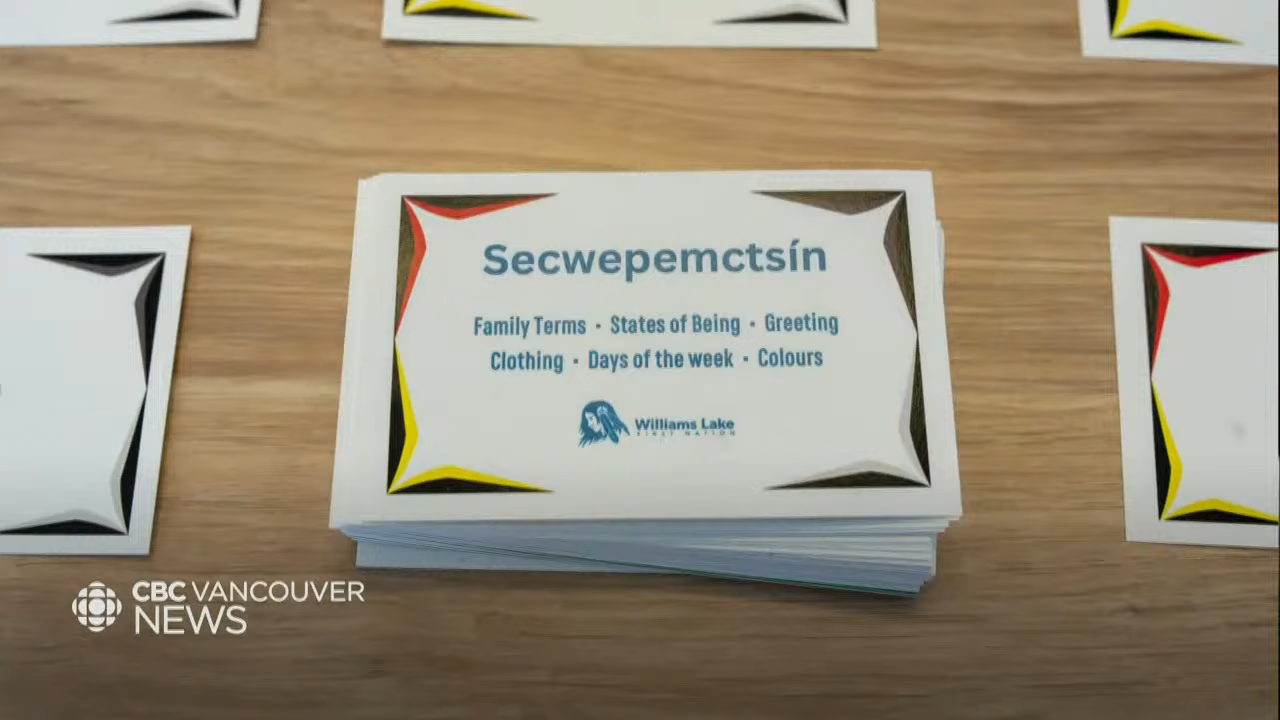 Secwepemctsín
Family Terms • States of Being • Greeting
Clothing • Days of the week • Colours
Williams Lake
FIRST NATION
CBC VANCOUVER
NEWS